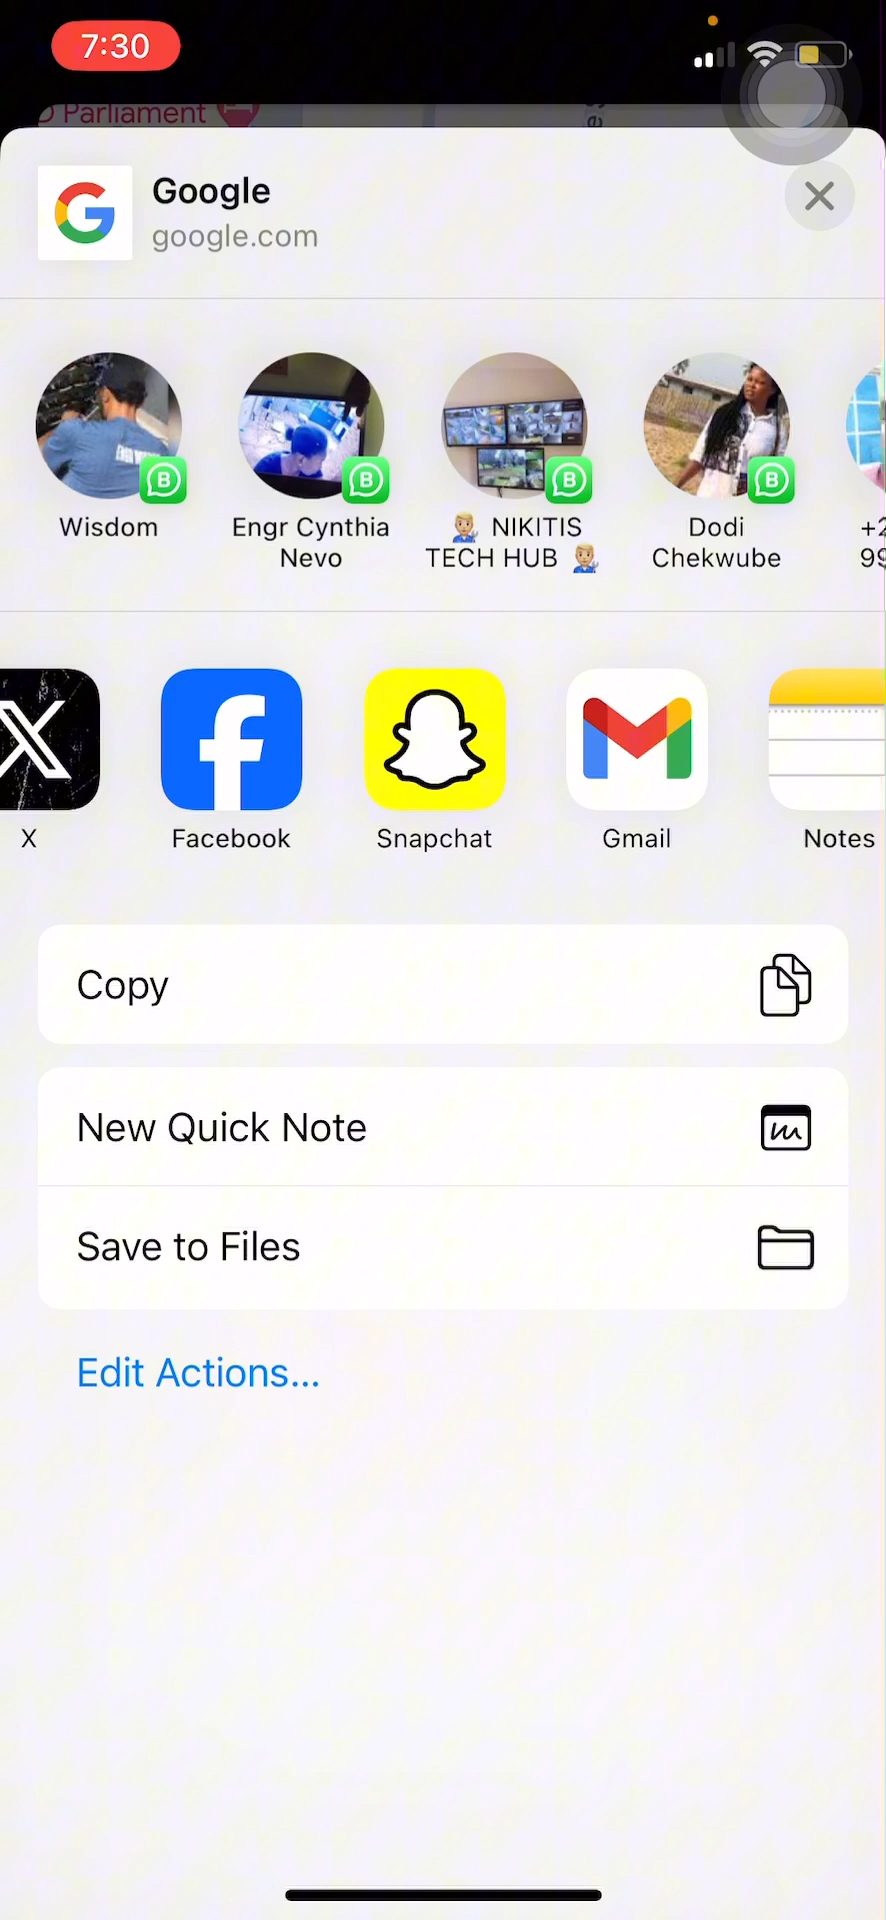 7:30
Parliament
Google
google.com
Wisdom
Engr Cynthia
Nevo
NIKITIS
TECH HUB
Dodi
Chekwube
X
Facebook
Snapchat
Gmail
Notes
Copy
New Quick Note
Save to Files
Edit Actions...